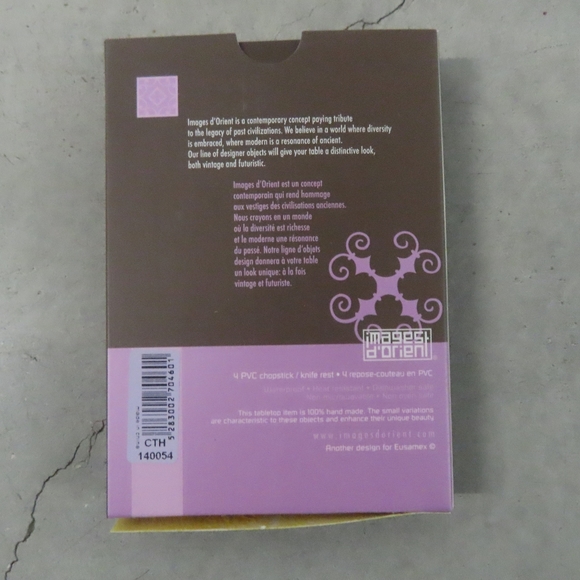 Images d'Orient is a contemporary concept paying tribute
to the legacy of past civilizations. We believe in a world where diversity
is embraced, where modern is a resonance of ancient.
Our line of designer objects will give your table a distinctive look,
both vintage and futuristic.
Images d'Orient est un concept
contemporain qui rend hommage
aux vestiges des civilisations anciennes.
Nous croyons en un monde
où la diversité est richesse
et le moderne une résonance
du passé. Notre ligne d'objets
design donnera à votre table
un look unique: à la fois
vintage et futuriste.
images
d'orient
4 PVC chopstick / knife rest • 4 repose-couteau en PVC
This tabletop item is 100% hand made. The small variations
are characteristic to these objects and enhance their unique beauty
www.imagesdorient.com
Another design for Eusamex ©
5 283002 704601
CTH
140054